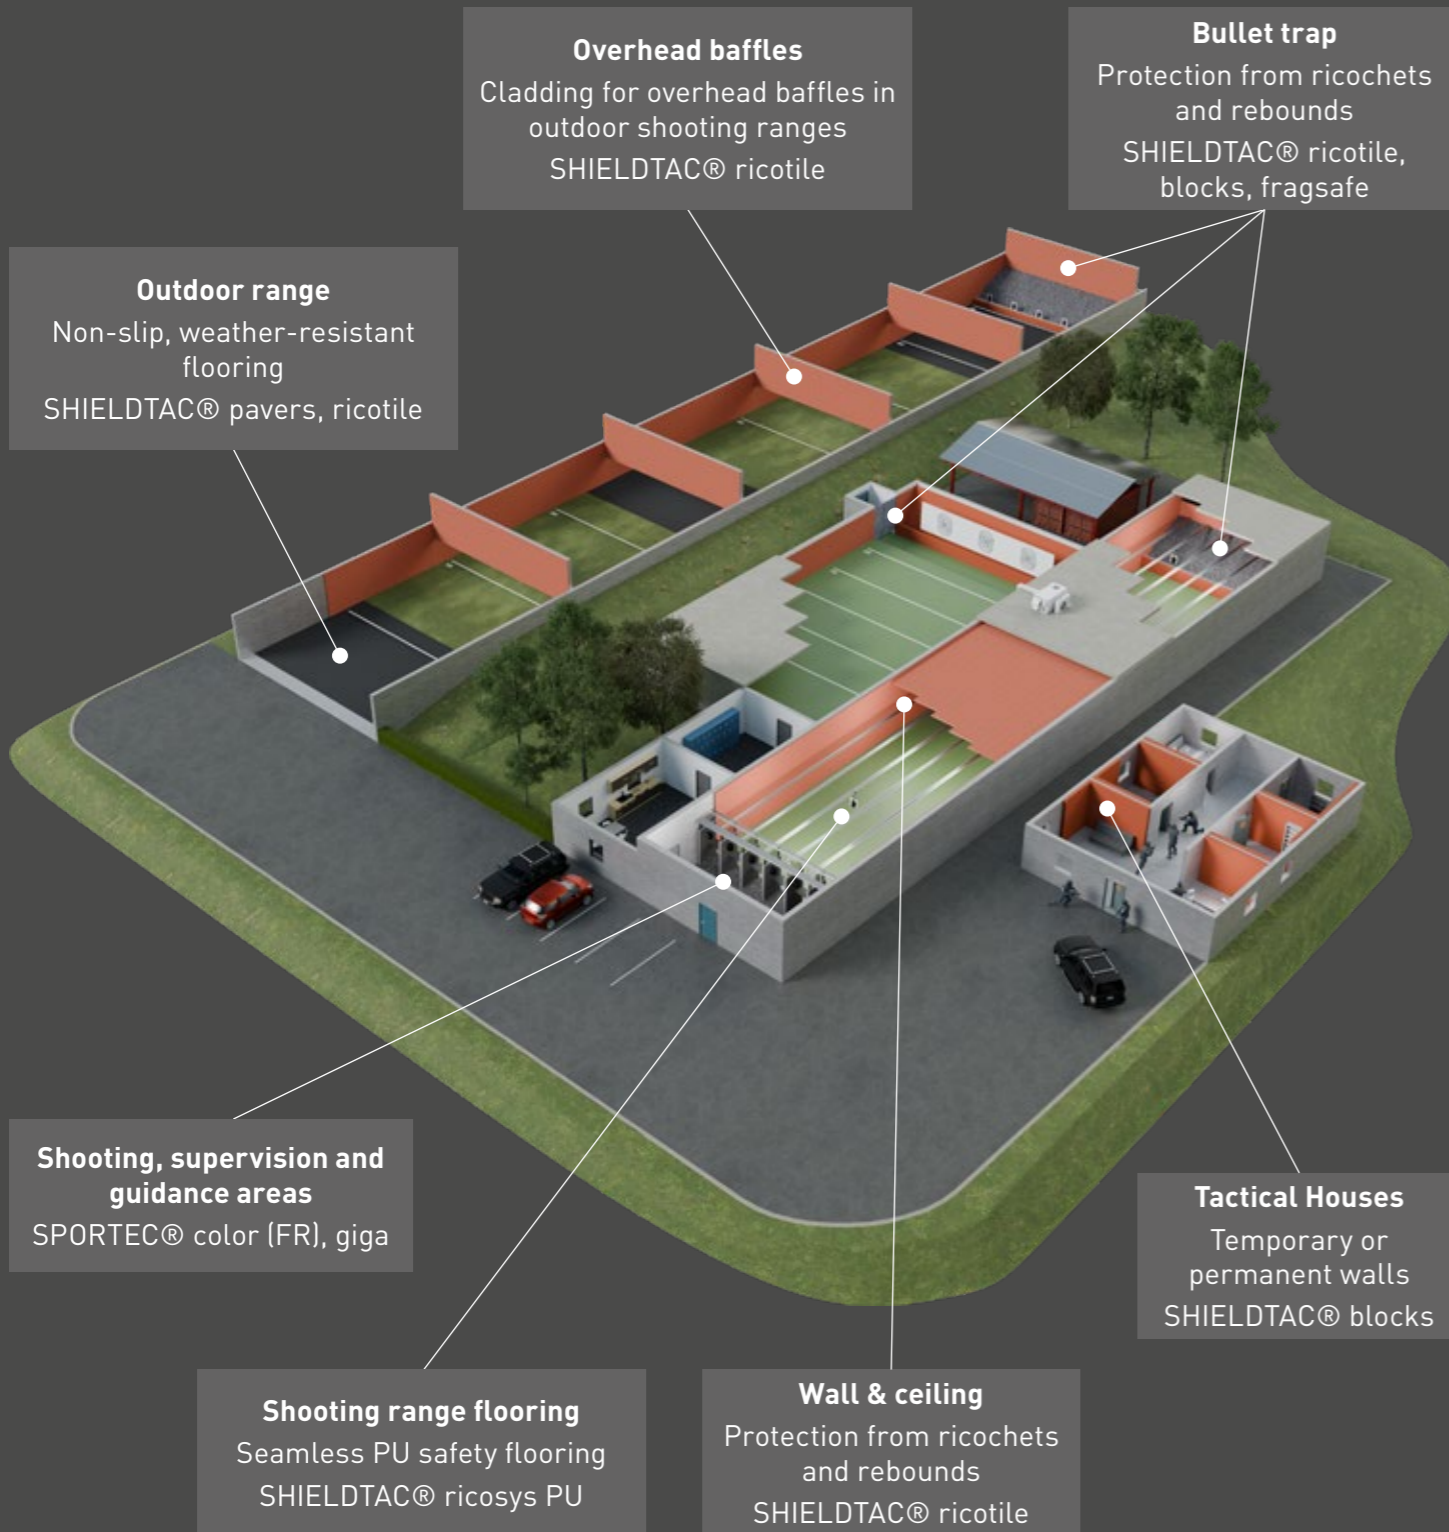 Overhead baffles
Cladding for overhead baffles in
outdoor shooting ranges
SHIELDTAC® ricotile
Bullet trap
Protection from ricochets
and rebounds
SHIELDTAC® ricotile,
blocks, fragsafe
Outdoor range
Non-slip, weather-resistant
flooring
SHIELDTAC® pavers, ricotile
Shooting, supervision and
guidance areas
SPORTEC® color (FR), giga
Tactical Houses
Temporary or
permanent walls
SHIELDTAC® blocks
Shooting range flooring
Seamless PU safety flooring
SHIELDTAC® ricosys PU
Wall & ceiling
Protection from ricochets
and rebounds
SHIELDTAC® ricotile